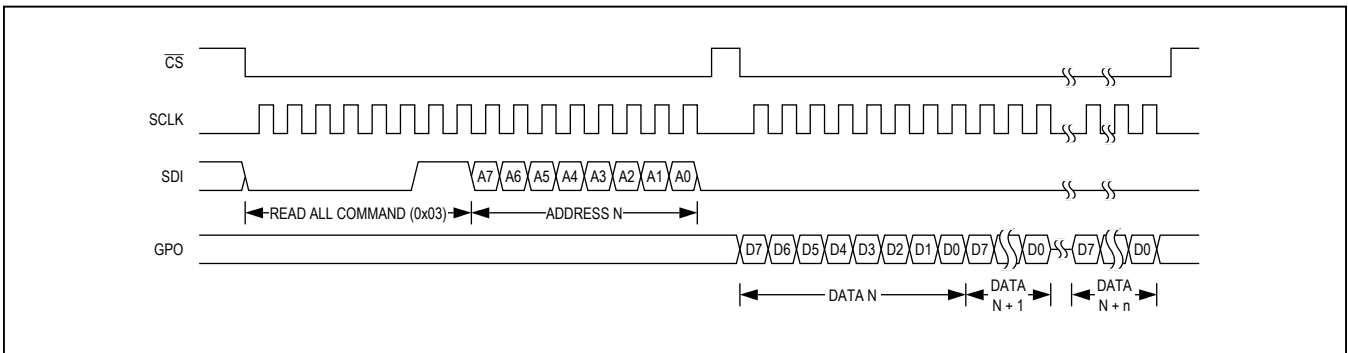 CS
SCLK
SDI
A7 A6 A5 A4 A3 A2 A1 A0
READ ALL COMMAND (0x03) ADDRESS N
GPO
D7 D6 D5 D4 D3 D2 D1 D0 D7 D0 D7 D0
DATA N DATA DATA
N + 1 N + n